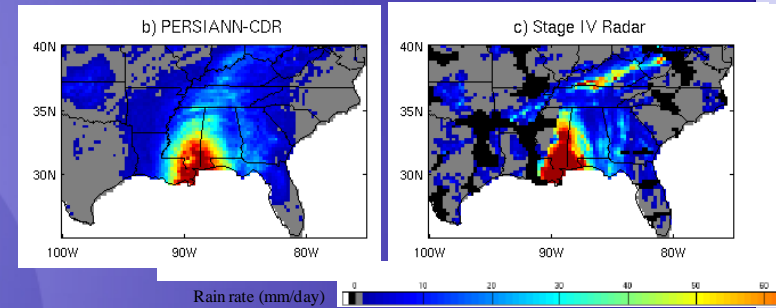 b) PERSIANN-CDR
c) Stage IV Radar
40N
35N
30N
100W 90W 80W
40N
35N
30N
100W 90W 80W
Rain rate (mm/day)
0 10 20 30 40 50 60